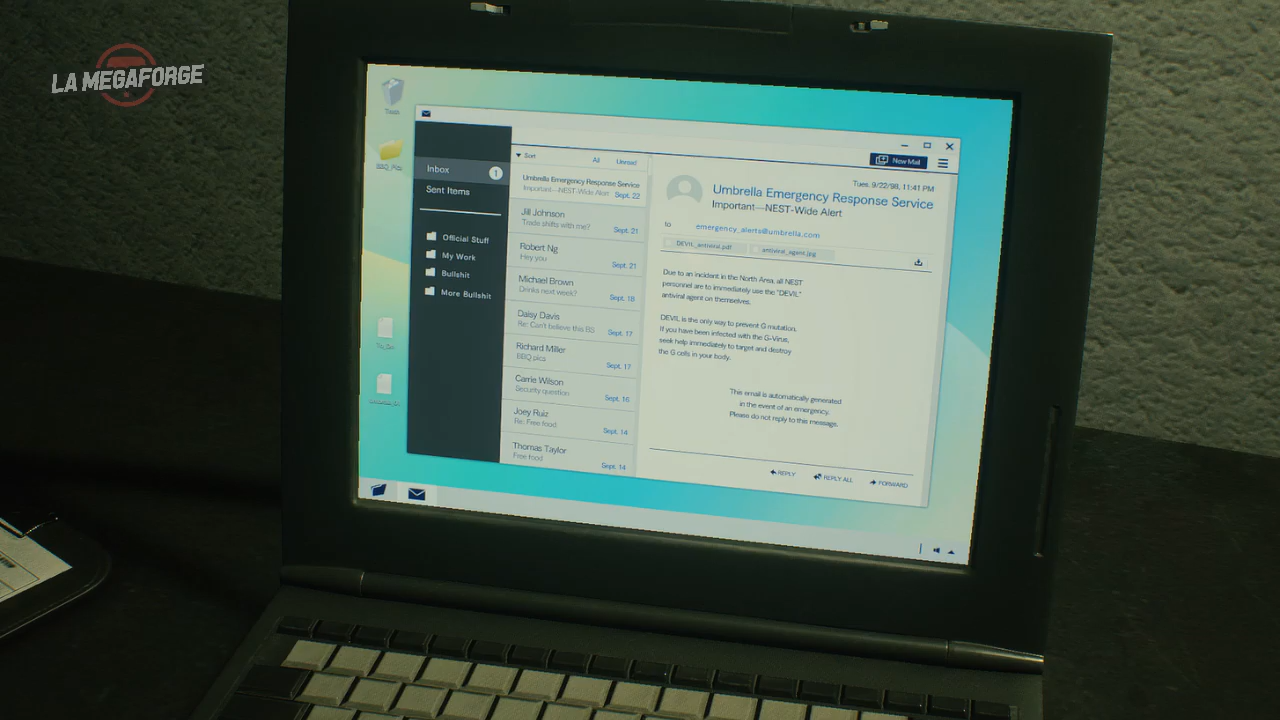 LA MEGAFORGE
Trash
BBQ_Pics
Inbox
1
Sent Items
Official Stuff
My Work
Bullshit
More Bullshit
Sort
All
Unread
Umbrella Emergency Response Service
Important—NEST-Wide Alert
Sept. 22
Jill Johnson
Trade shifts with me?
Sept. 21
Robert Ng
Hey you
Sept. 21
Michael Brown
Drinks next week?
Sept. 18
Daisy Davis
Re: Can't believe this BS
Sept. 17
Richard Miller
BBQ pics
Sept. 17
Carrie Wilson
Security question
Sept. 16
Joey Ruiz
Re: Free food
Sept. 14
Thomas Taylor
Free food
Sept. 14
New Mail
Tues. 9/22/98, 11:41 PM
Umbrella Emergency Response Service
Important—NEST-Wide Alert
to emergency_alerts@umbrella.com
DEVIL_antiviral.pdf
antiviral_agent.jpg
Due to an incident in the North Area, all NEST
personnel are to immediately use the "DEVIL"
antiviral agent on themselves.
DEVIL is the only way to prevent G mutation.
If you have been infected with the G-Virus,
seek help immediately to target and destroy
the G cells in your body.
This email is automatically generated
in the event of an emergency.
Please do not reply to this message.
REPLY
REPLY ALL
FORWARD